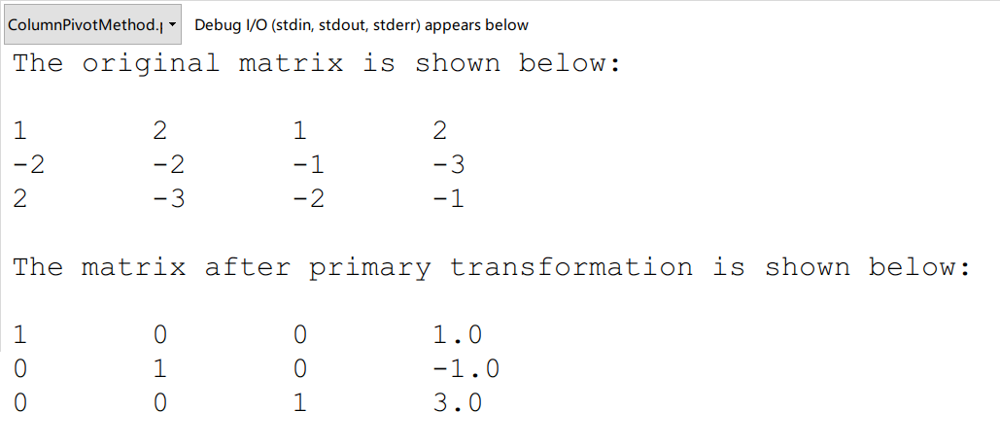 ColumnPivotMethod.p Debug I/O (stdin, stdout, stderr) appears below
The original matrix is shown below:
1 2 1 2
-2 -2 -1 -3
2 -3 -2 -1
The matrix after primary transformation is shown below:
1 0 0 1.0
0 1 0 -1.0
0 0 1 3.0